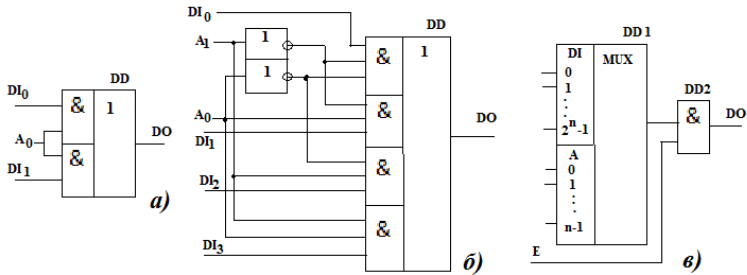 DI0
DD
&
1
A0
&
DI1
DO
а)
DI0
A1
1
1
A0
DI1
DI2
DI3
DD
&
1
&
&
&
DO
б)
DD1
DI
MUX
0
1
.
.
.
2n-1
A
0
1
.
.
.
n-1
DD2
&
DO
E
в)